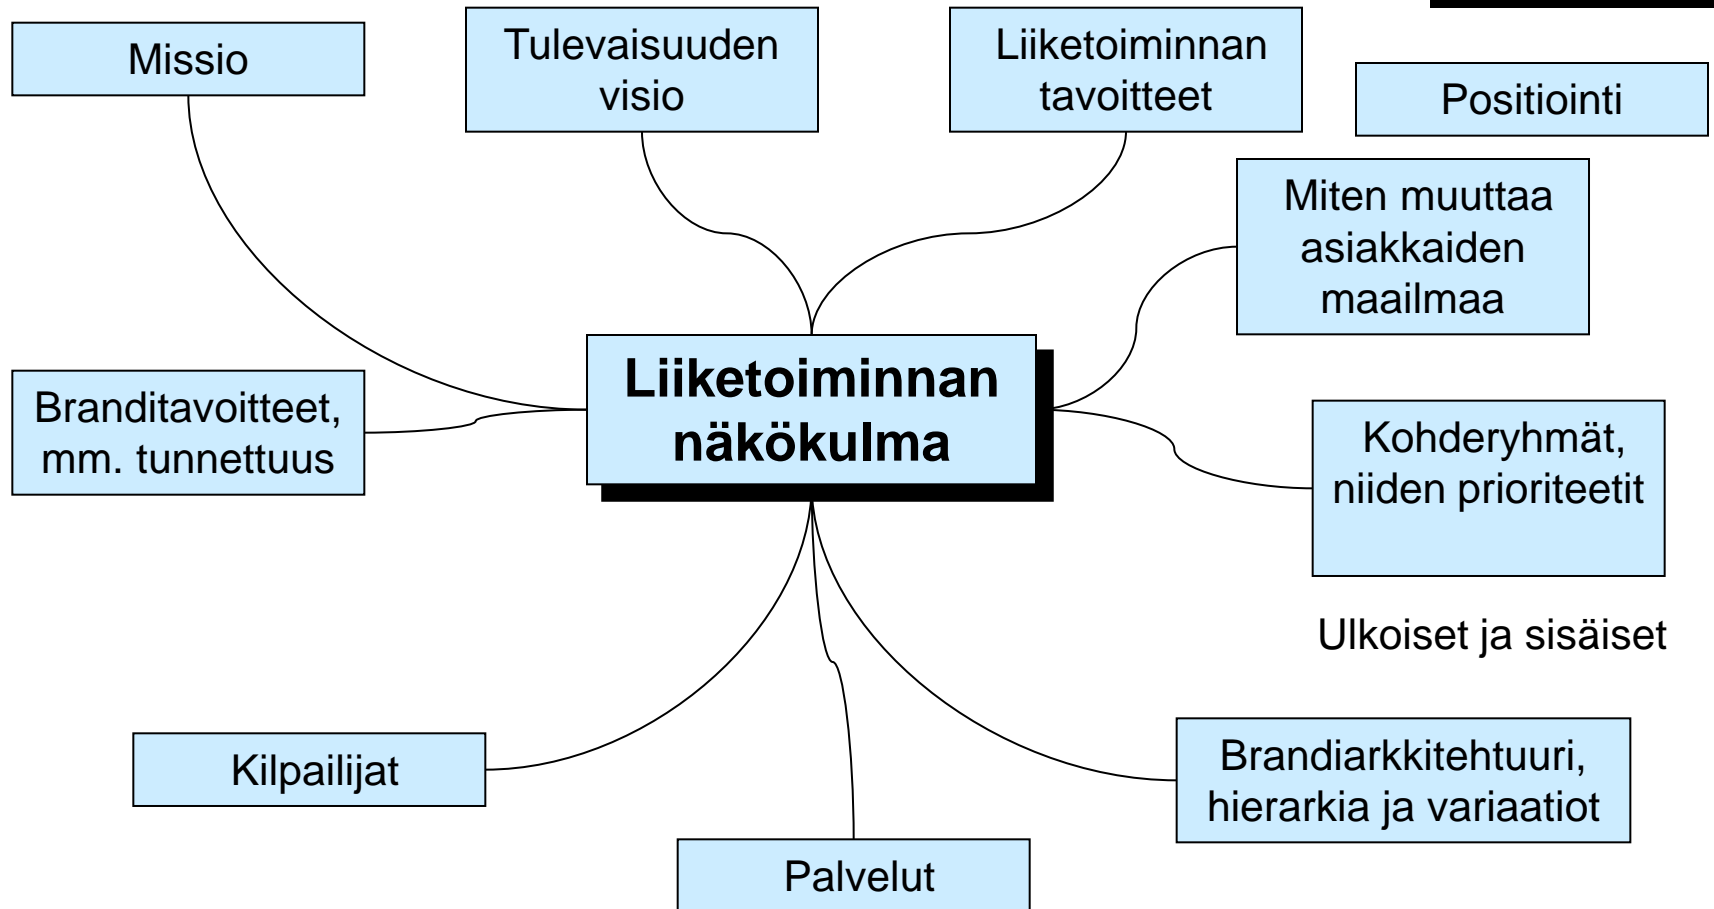 Missio
Tulevaisuuden
visio
Liiketoiminnan
tavoitteet
Positiointi
Miten muuttaa
asiakkaiden
maailmaa
Liiketoiminnan
näkökulma
Branditavoitteet,
mm. tunnettuus
Kohderyhmät,
niiden prioriteetit
Ulkoiset ja sisäiset
Kilpailijat
Brandiarkkitehtuuri,
hierarkia ja variaatiot
Palvelut